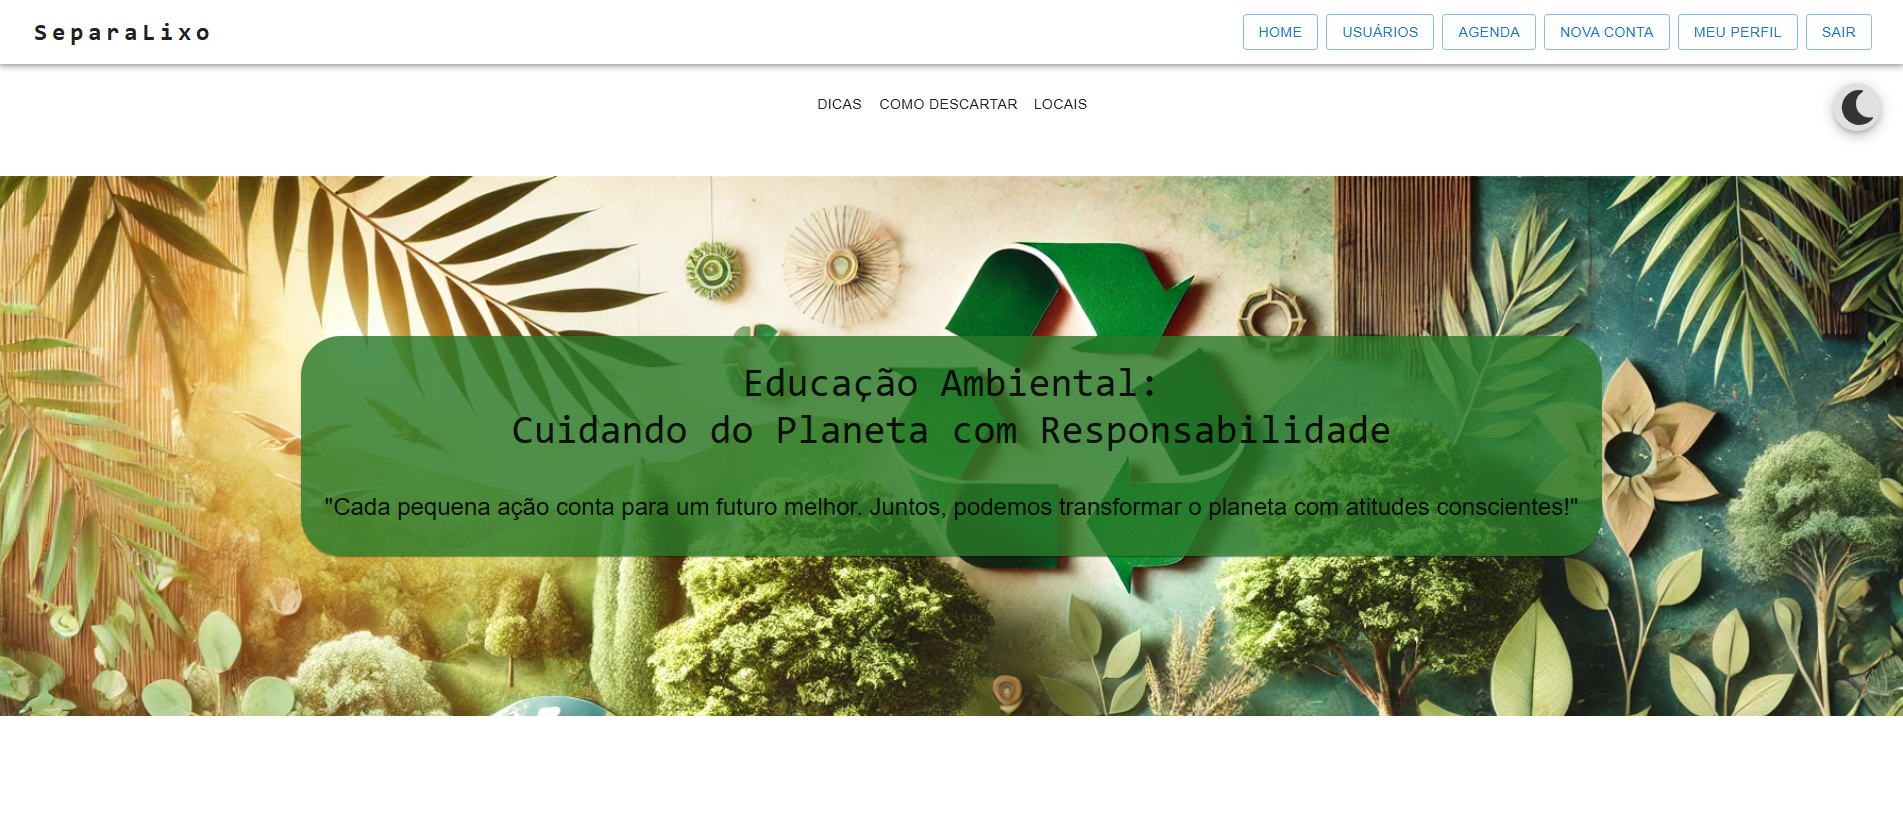 SeparaLixo
HOME USUÁRIOS AGENDA NOVA CONTA MEU PERFIL SAIR
DICAS COMO DESCARTAR LOCAIS
Educação Ambiental:
Cuidando do Planeta com Responsabilidade
"Cada pequena ação conta para um futuro melhor. Juntos, podemos transformar o planeta com atitudes conscientes!"